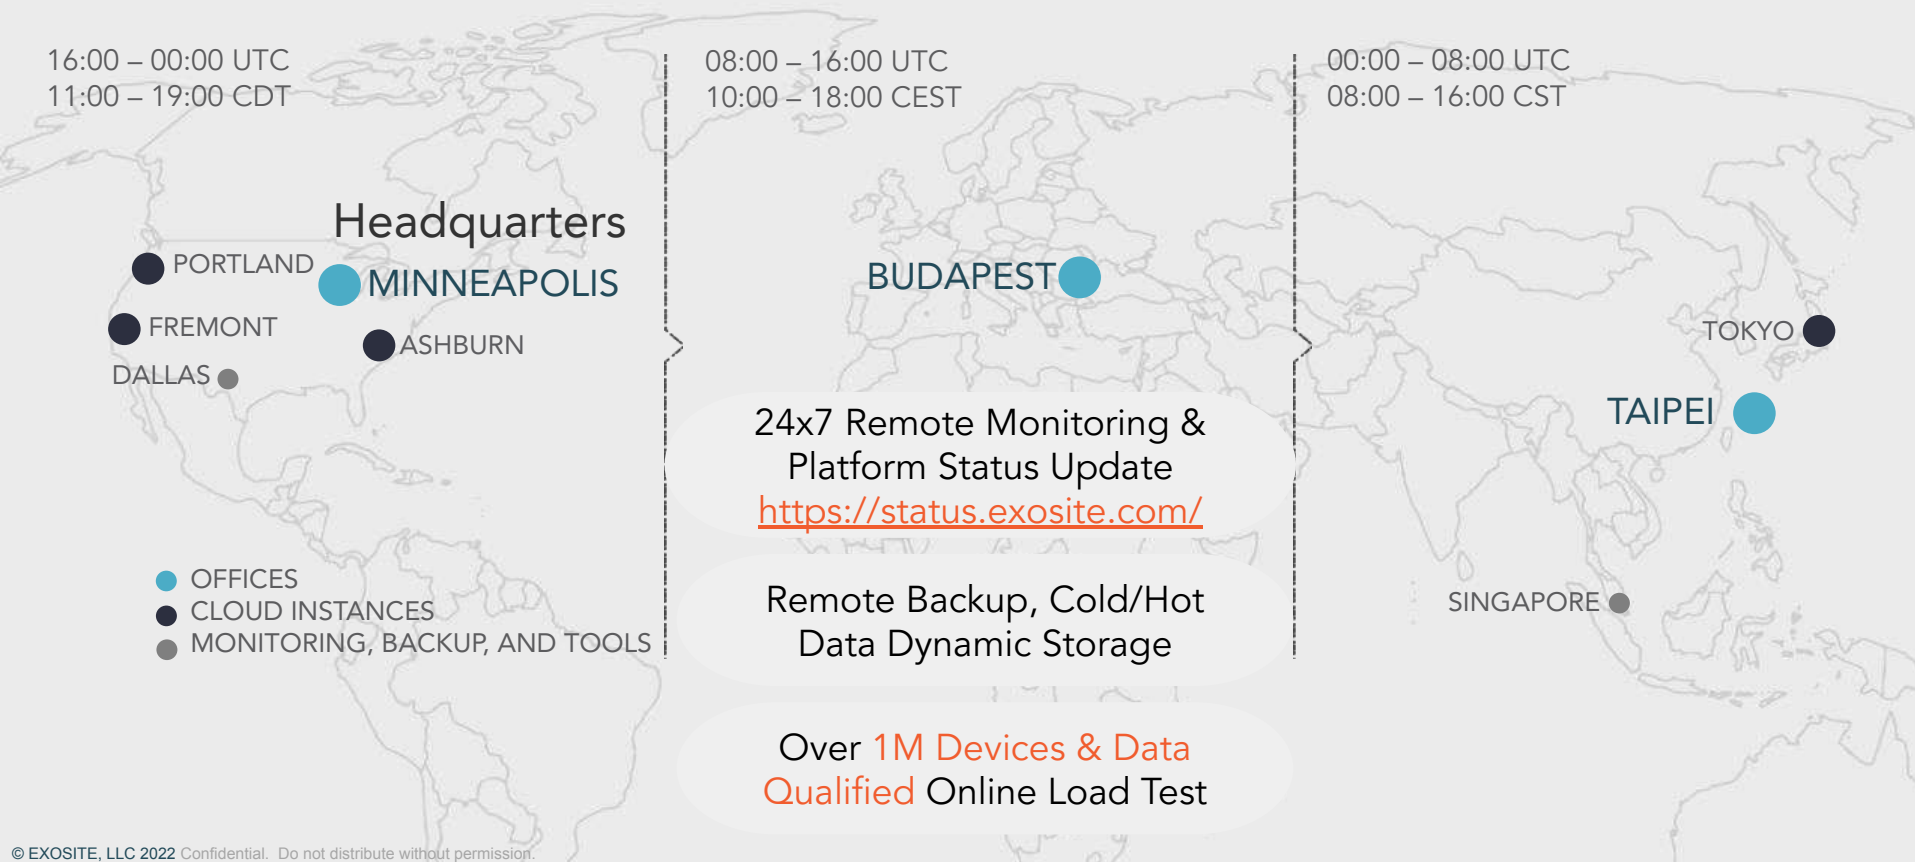 16:00 – 00:00 UTC
11:00 – 19:00 CDT
08:00 – 16:00 UTC
10:00 – 18:00 CEST
00:00 – 08:00 UTC
08:00 – 16:00 CST
Headquarters
PORTLAND
MINNEAPOLIS
FREMONT
ASHBURN
DALLAS
BUDAPEST
TOKYO
TAIPEI
SINGAPORE
24x7 Remote Monitoring &
Platform Status Update
https://status.exosite.com/
Remote Backup, Cold/Hot
Data Dynamic Storage
Over 1M Devices & Data
Qualified Online Load Test
OFFICES
CLOUD INSTANCES
MONITORING, BACKUP, AND TOOLS
© EXOSITE, LLC 2022 Confidential. Do not distribute without permission.